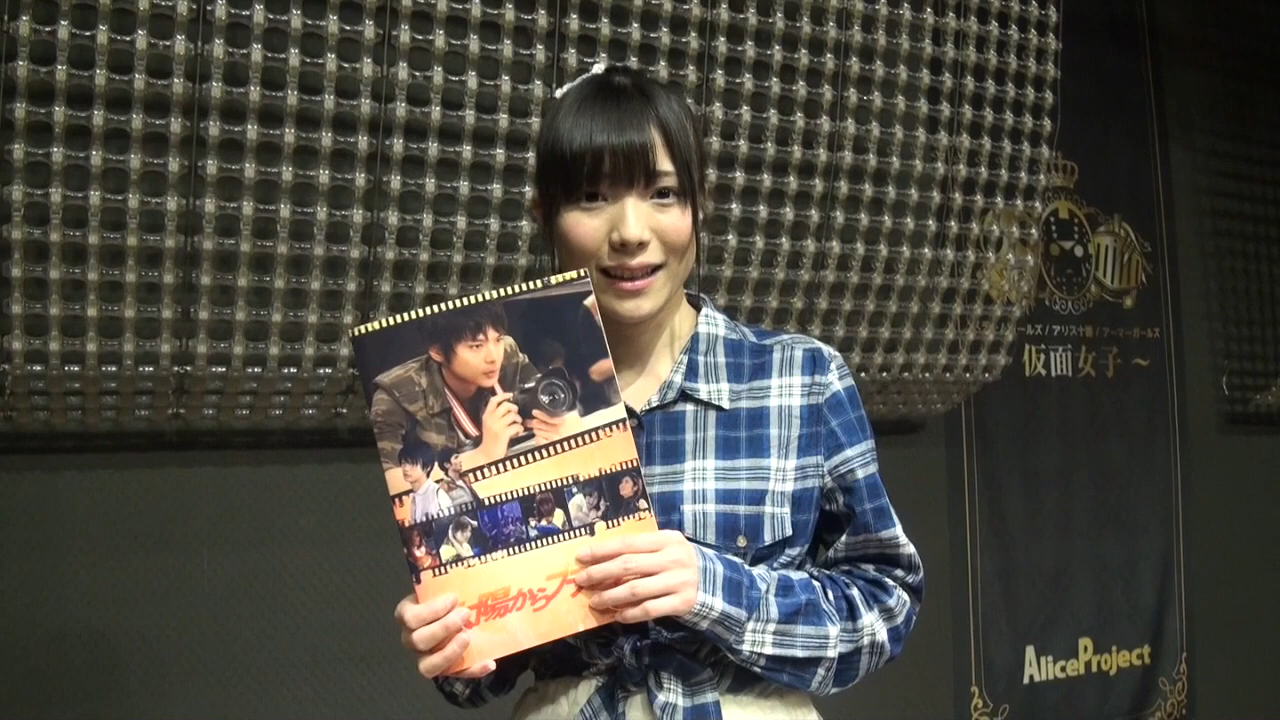 陽から
ールズ / アリス十番 / アーマーガールズ
仮面女子 ～
AliceProject